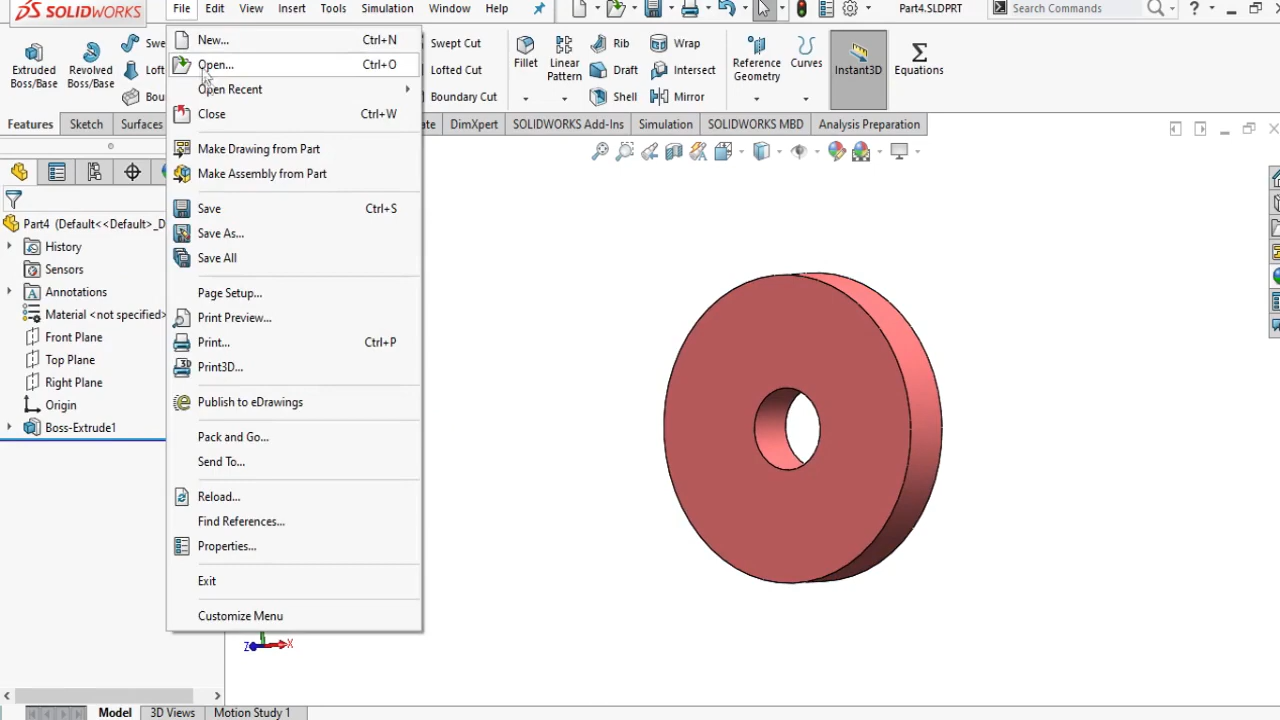 SOLIDWORKS
File Edit View Insert Tools Simulation Window Help
Part4.SLDPRT
Search Commands
Extruded Boss/Base
Revolved Boss/Base
Swept Cut
Lofted Cut
Boundary Cut
Fillet
Linear Pattern
Rib
Draft
Shell
Wrap
Intersect
Mirror
Reference Geometry
Curves
Instant3D
Equations
Features
Sketch
Surfaces
DimXpert
SOLIDWORKS Add-Ins
Simulation
SOLIDWORKS MBD
Analysis Preparation
New... Ctrl+N
Open... Ctrl+O
Open Recent
Close Ctrl+W
Make Drawing from Part
Make Assembly from Part
Save Ctrl+S
Save As...
Save All
Page Setup...
Print Preview...
Print... Ctrl+P
Print3D...
Publish to eDrawings
Pack and Go...
Send To...
Reload...
Find References...
Properties...
Exit
Customize Menu
Part4 (Default<<Default>_D
History
Sensors
Annotations
Material <not specified>
Front Plane
Top Plane
Right Plane
Origin
Boss-Extrude1
Z X
Model
3D Views
Motion Study 1